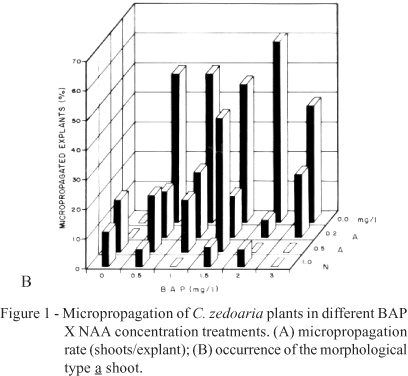 70
60
50
40
30
20
10
0
MICROPROPAGATED EXPLANTS (%)
0 0.5 1 1.5 2 3
BAP (mg/l)
0.0 mg/l
0.2 A
0.5 A
1.0 N
B
Figure 1 - Micropropagation of C. zedoaria plants in different BAP
X NAA concentration treatments. (A) micropropagation
rate (shoots/explant); (B) occurrence of the morphological
type a shoot.